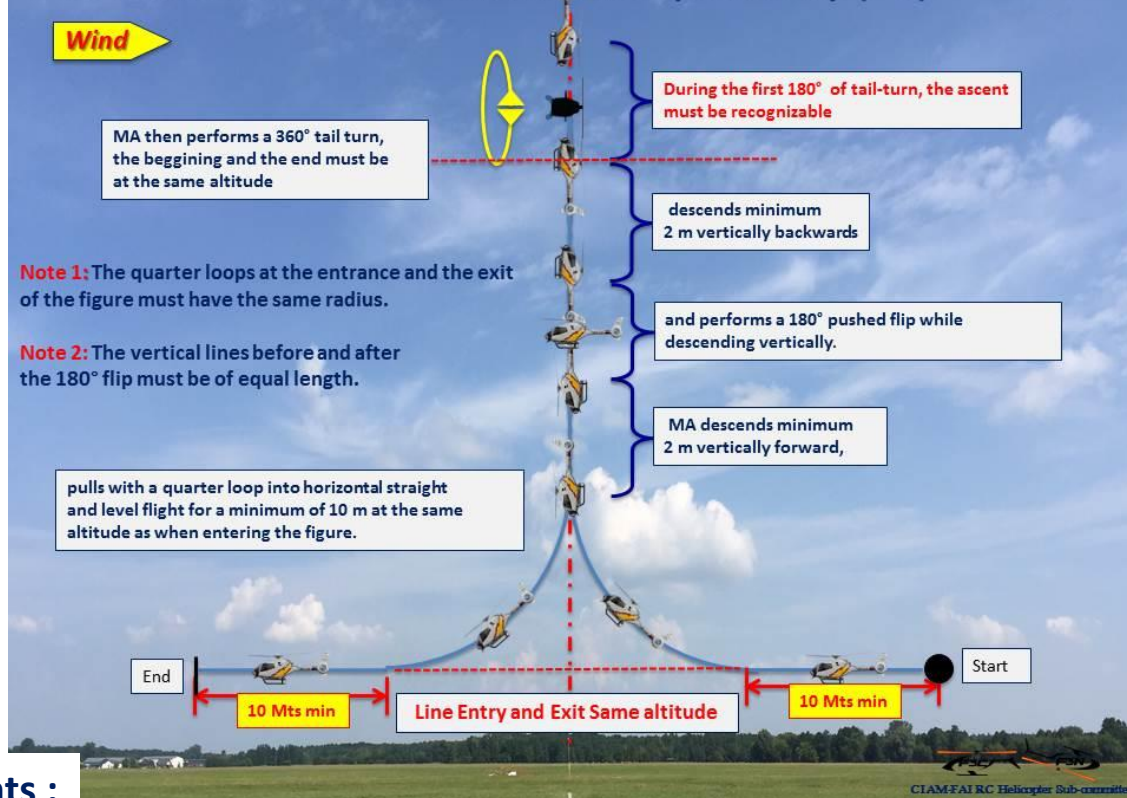 Wind
During the first 180° of tail-turn, the ascent
must be recognizable
MA then performs a 360° tail turn,
the beggining and the end must be
at the same altitude
descends minimum
2 m vertically backwards
Note 1: The quarter loops at the entrance and the exit
of the figure must have the same radius.
and performs a 180° pushed flip while
descending vertically.
Note 2: The vertical lines before and after
the 180° flip must be of equal length.
MA descends minimum
2 m vertically forward,
pulls with a quarter loop into horizontal straight
and level flight for a minimum of 10 m at the same
altitude as when entering the figure.
End
Start
10 Mts min
Line Entry and Exit Same altitude
10 Mts min
F3C
F3N
CIAM-FAI RC Helicopter Sub-committe
nts :